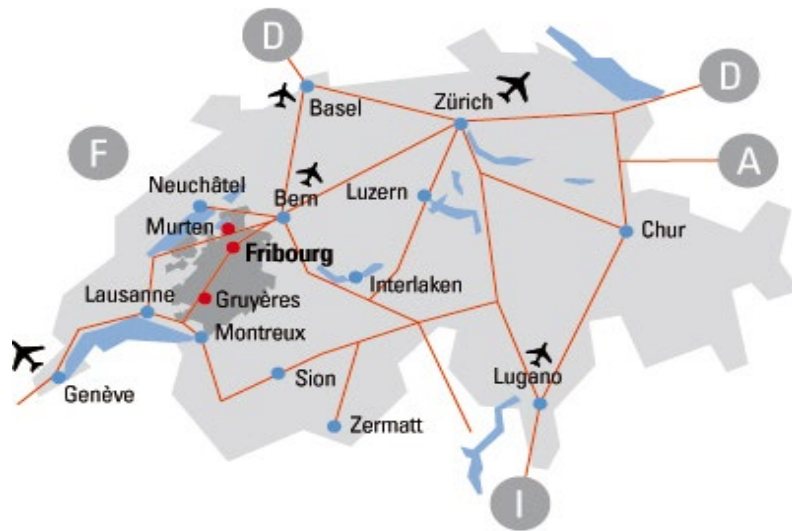 D
Basel
Zürich
D
F
A
Neuchâtel
Bern
Luzern
Murten
Fribourg
Chur
Interlaken
Lausanne
Gruyères
Montreux
Genève
Sion
Lugano
Zermatt
I